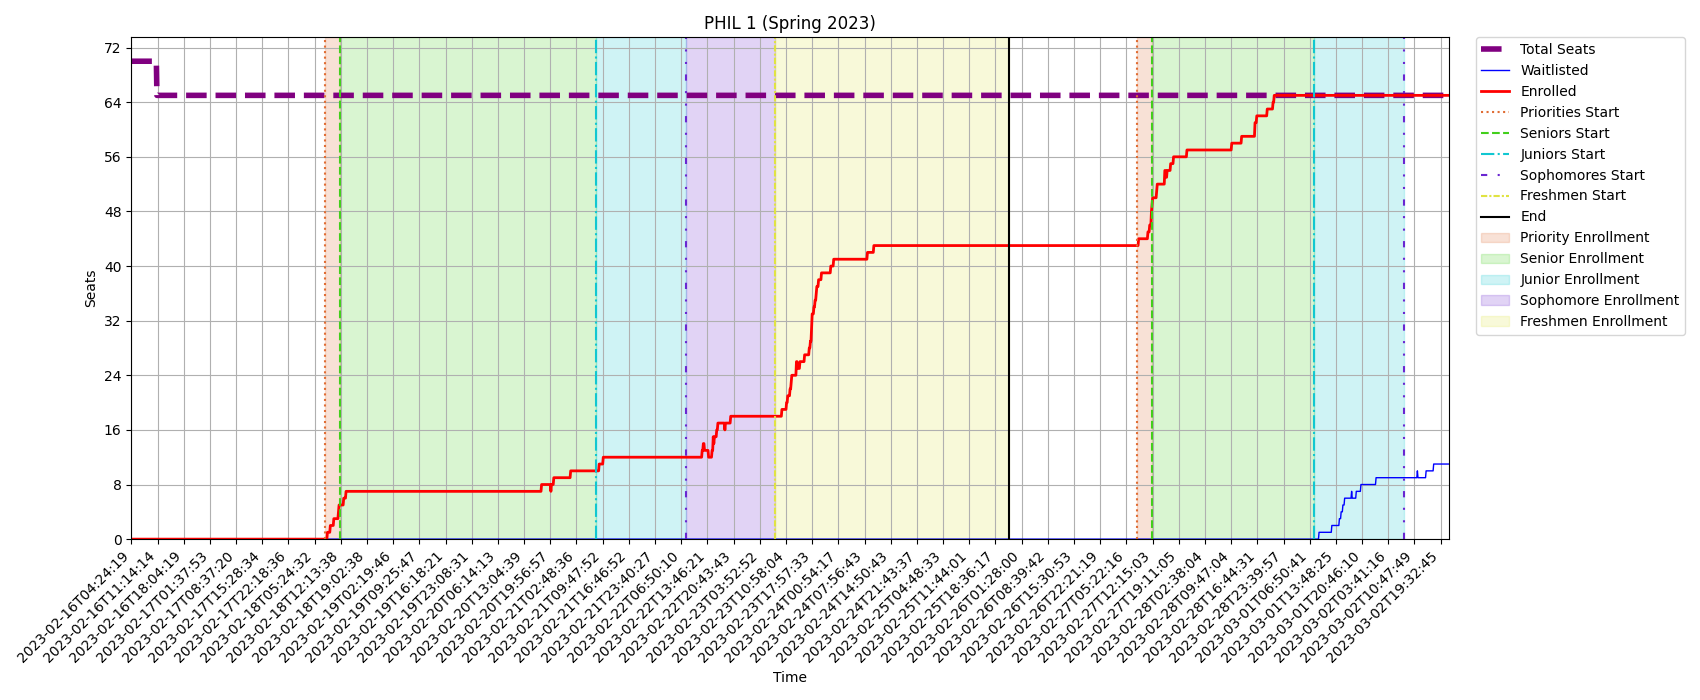 PHIL 1 (Spring 2023)
Seats
72
64
56
48
40
32
24
16
8
0
2023-02-16T04:24:19
2023-02-16T11:14:14
2023-02-16T18:04:19
2023-02-17T01:37:53
2023-02-17T08:37:20
2023-02-17T15:28:34
2023-02-17T22:18:36
2023-02-18T05:24:32
2023-02-18T12:13:38
2023-02-18T19:02:38
2023-02-19T02:19:46
2023-02-19T09:25:47
2023-02-19T16:18:21
2023-02-19T23:08:31
2023-02-20T06:14:13
2023-02-20T13:04:39
2023-02-20T19:56:57
2023-02-21T02:48:36
2023-02-21T09:47:52
2023-02-21T16:46:52
2023-02-21T23:40:27
2023-02-22T06:50:10
2023-02-22T13:46:21
2023-02-22T20:43:43
2023-02-23T03:52:52
2023-02-23T10:58:04
2023-02-23T17:57:33
2023-02-24T00:54:17
2023-02-24T07:56:43
2023-02-24T14:50:43
2023-02-24T21:43:37
2023-02-25T04:48:33
2023-02-25T11:44:01
2023-02-25T18:36:17
2023-02-26T01:28:00
2023-02-26T08:39:42
2023-02-26T15:30:53
2023-02-26T22:21:19
2023-02-27T05:22:16
2023-02-27T12:15:03
2023-02-27T19:11:05
2023-02-28T02:38:04
2023-02-28T09:47:04
2023-02-28T16:44:31
2023-02-28T23:39:57
2023-03-01T06:50:41
2023-03-01T13:48:25
2023-03-01T20:46:10
2023-03-02T03:41:16
2023-03-02T10:47:49
2023-03-02T19:32:45
Time
Total Seats
Waitlisted
Enrolled
Priorities Start
Seniors Start
Juniors Start
Sophomores Start
Freshmen Start
End
Priority Enrollment
Senior Enrollment
Junior Enrollment
Sophomore Enrollment
Freshmen Enrollment